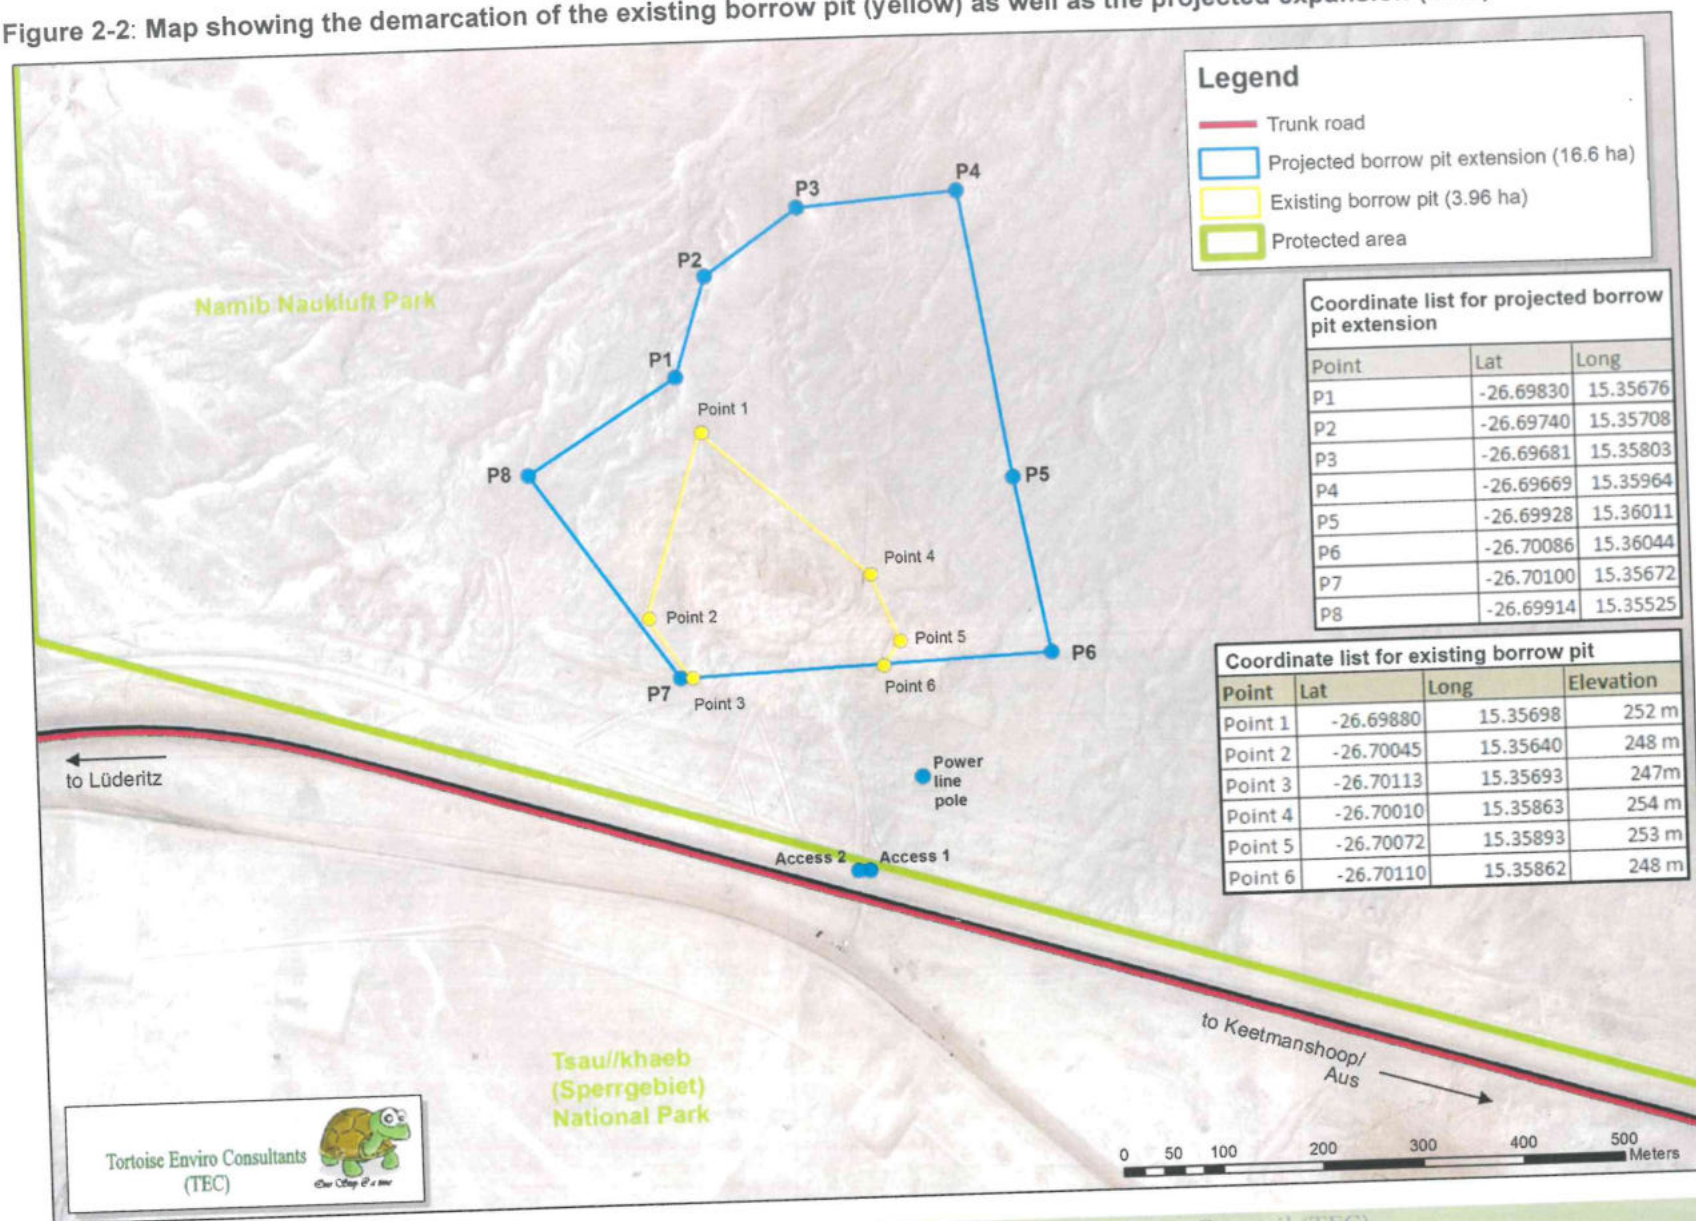 Figure 2-2: Map showing the demarcation of the existing borrow pit (yellow) as well as the projected expansion
Legend
Trunk road
Projected borrow pit extension (16.6 ha)
Existing borrow pit (3.96 ha)
Protected area
P4
P3
P2
Namib Naukluft Park
P1
Point 1
P8
P5
Point 4
Point 2
Point 5
P6
P7
Point 3
Point 6
Coordinate list for projected borrow
pit extension
Point Lat Long
P1 -26.69830 15.35676
P2 -26.69740 15.35708
P3 -26.69681 15.35803
P4 -26.69669 15.35964
P5 -26.69928 15.36011
P6 -26.70086 15.36044
P7 -26.70100 15.35672
P8 -26.69914 15.35525
Coordinate list for existing borrow pit
Point Lat Long Elevation
Point 1 -26.69880 15.35698 252 m
Point 2 -26.70045 15.35640 248 m
Point 3 -26.70113 15.35693 247m
Point 4 -26.70010 15.35863 254 m
Point 5 -26.70072 15.35893 253 m
Point 6 -26.70110 15.35862 248 m
to Lüderitz
Power
line
pole
Access 2 Access 1
to Keetmanshoop/
Aus
Tsau//khaeb
(Sperrgebiet)
National Park
0 50 100 200 300 400 500
Meters
Tortoise Enviro Consultants
(TEC)
One Step @ a time